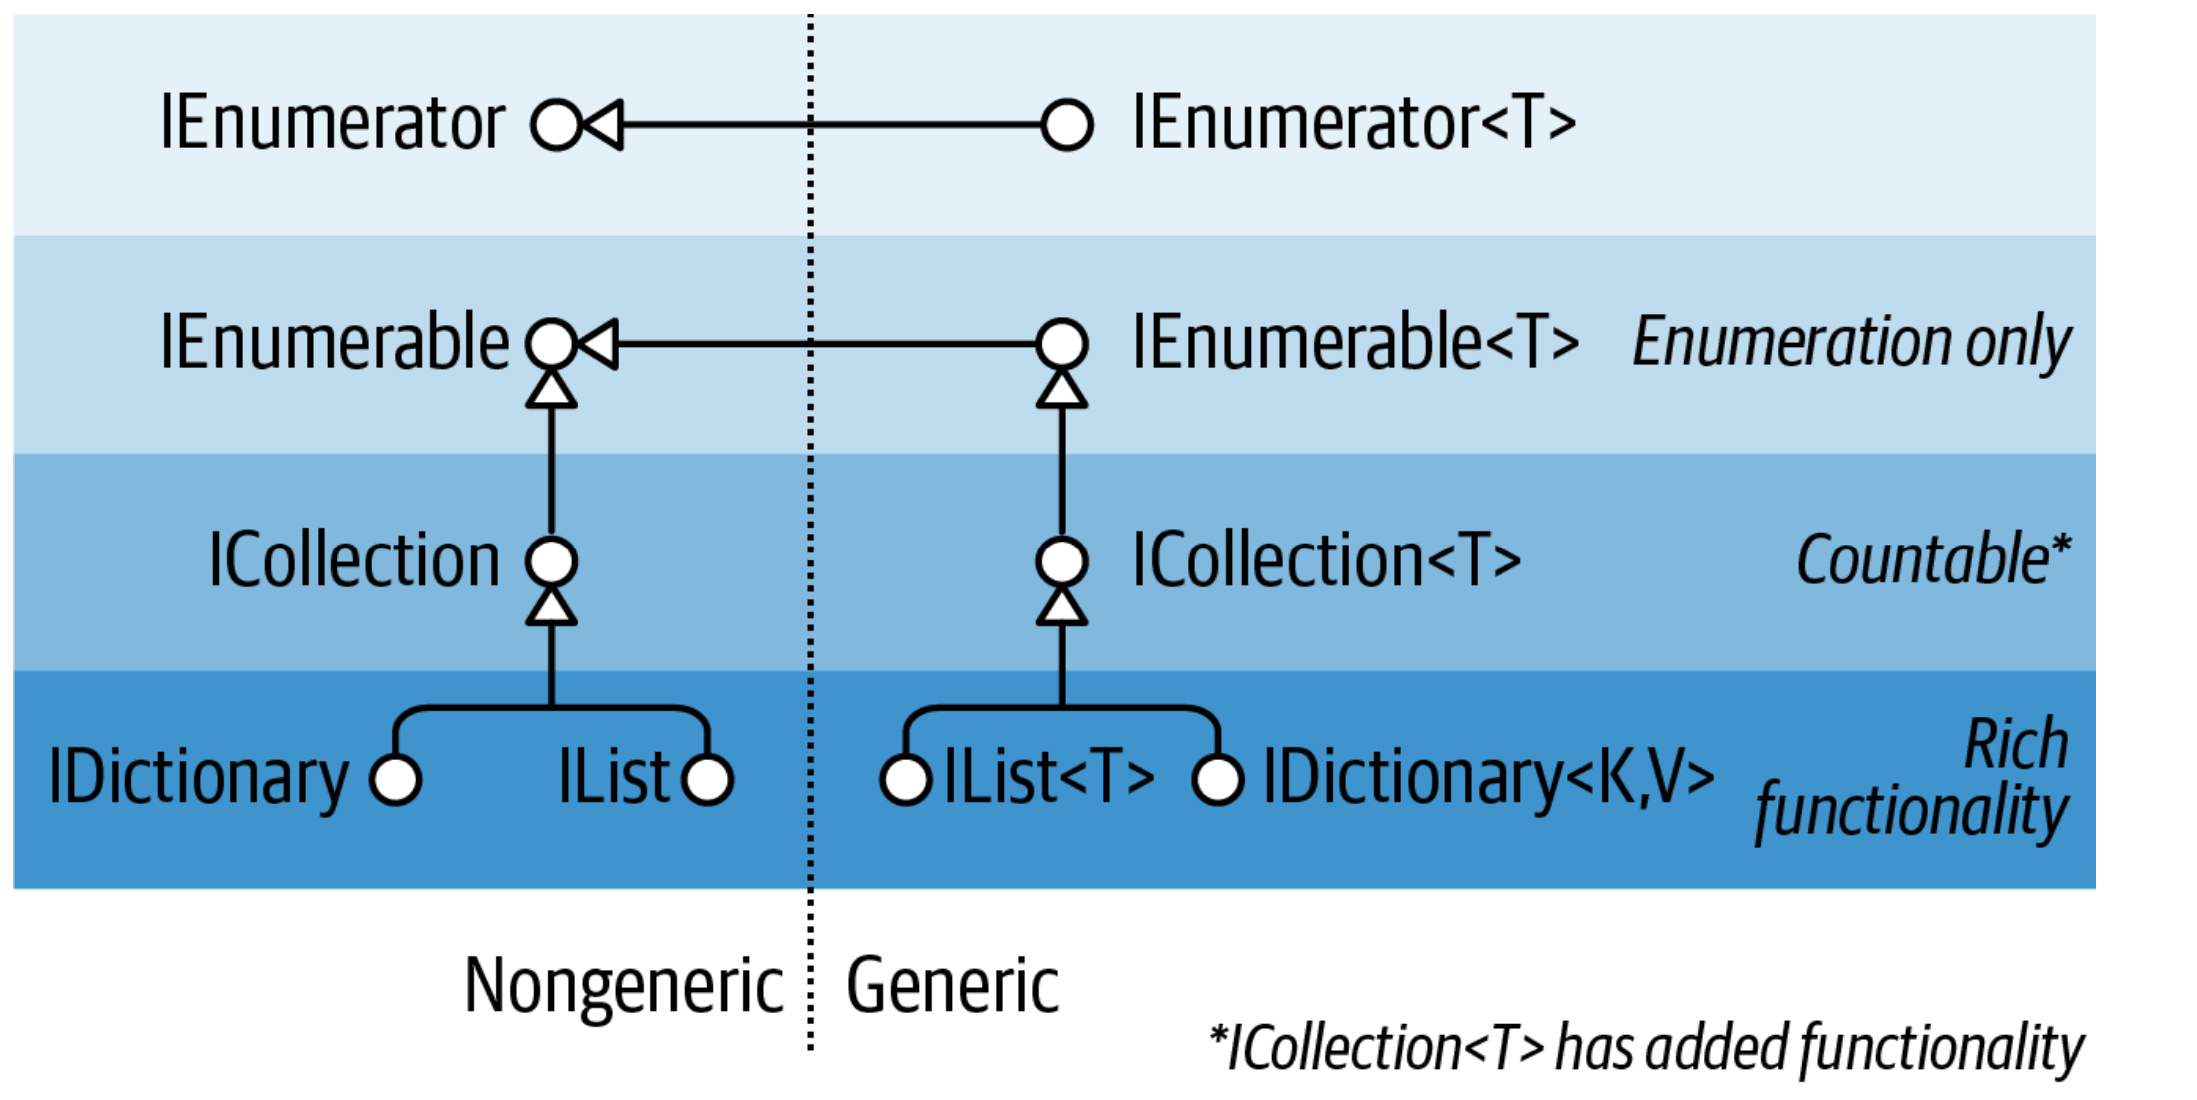 IEnumerator IEnumerator<T>
IEnumerable IEnumerable<T> Enumeration only
ICollection ICollection<T> Countable*
IDictionary IList IList<T> IDictionary<K,V> Rich
functionality
Nongeneric Generic
*ICollection<T> has added functionality